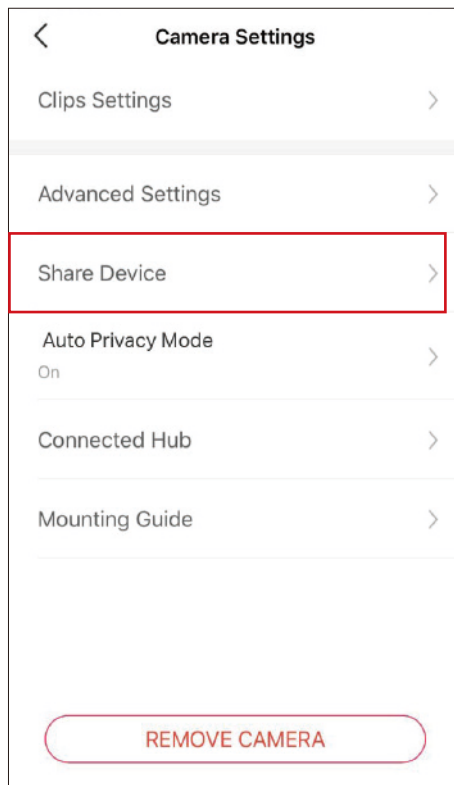 Camera Settings
Clips Settings
Advanced Settings
Share Device
Auto Privacy Mode
On
Connected Hub
Mounting Guide
REMOVE CAMERA